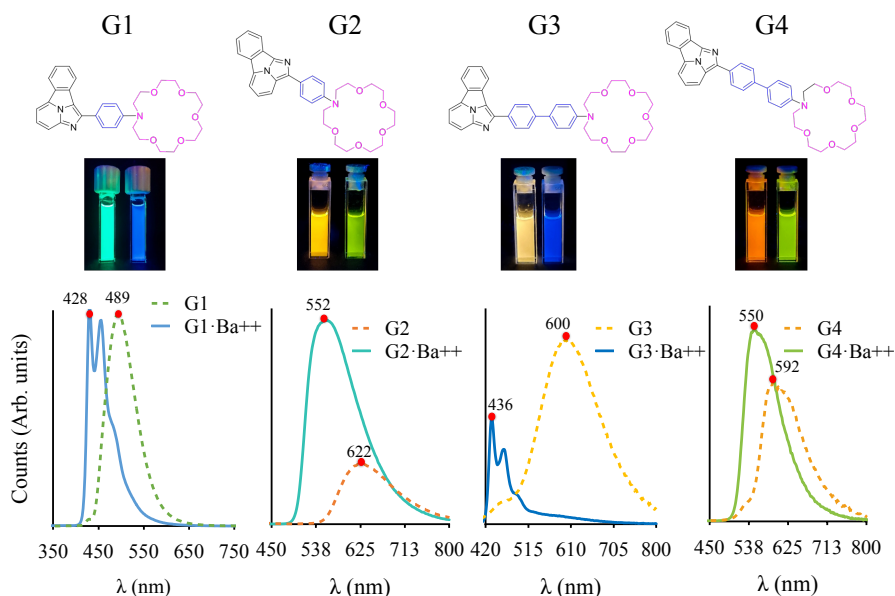 G1
G2
G3
G4
N
N
N
O
O
O
O
O
N
N
N
O
O
O
O
O
N
N
N
O
O
O
O
O
N
N
N
O
O
O
O
O
Counts (Arb. units)
428
489
G1
G1·Ba++
350
450
550
650
750
λ (nm)
552
622
G2
G2·Ba++
450
538
625
713
800
λ (nm)
436
600
G3
G3·Ba++
420
515
610
705
800
λ (nm)
550
592
G4
G4·Ba++
450
538
625
713
800
λ (nm)